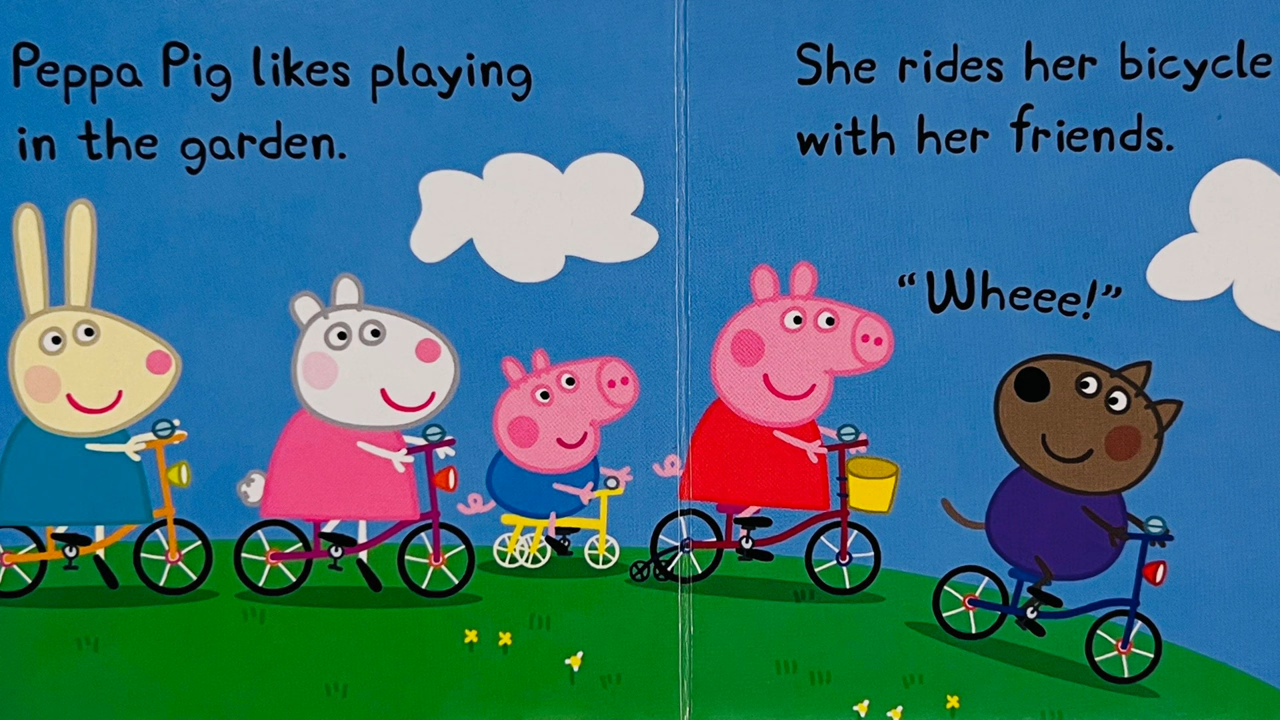 Peppa Pig likes playing
in the garden.
She rides her bicycle
with her friends.
“Wheee!”